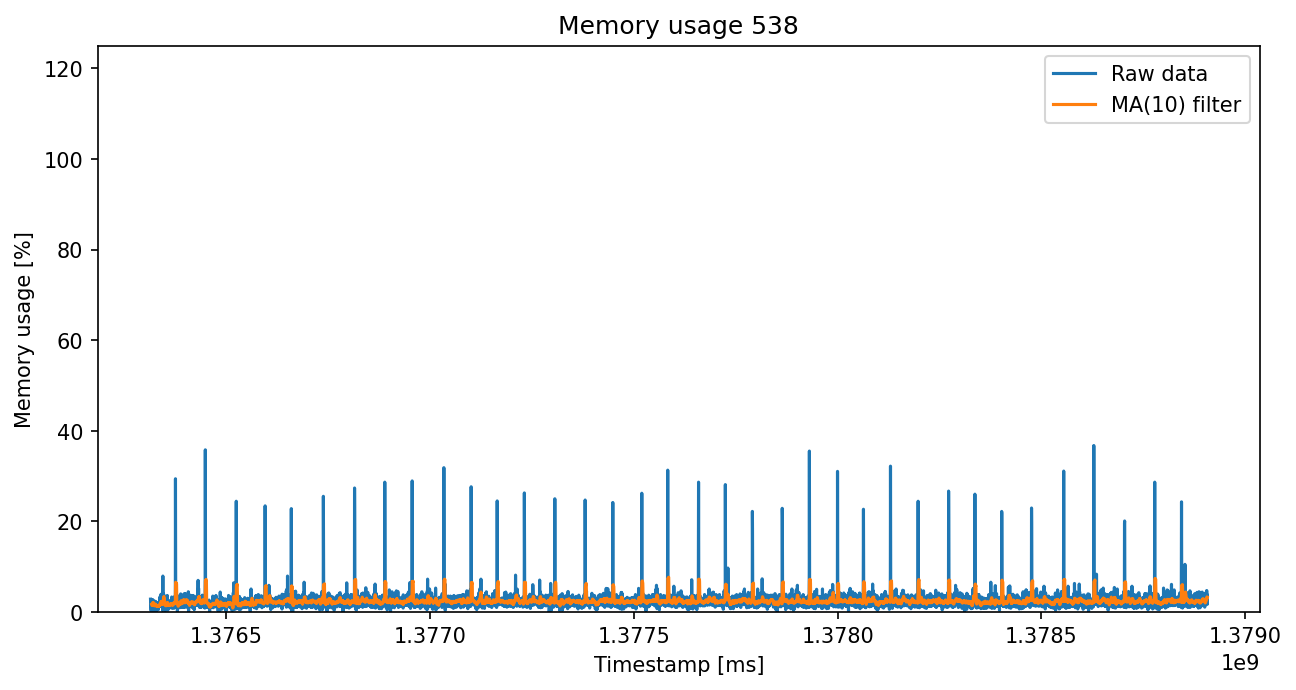 Memory usage 538
Raw data
MA(10) filter
Memory usage [%]
120
100
80
60
40
20
0
1.3765 1.3770 1.3775 1.3780 1.3785 1.3790
1e9
Timestamp [ms]